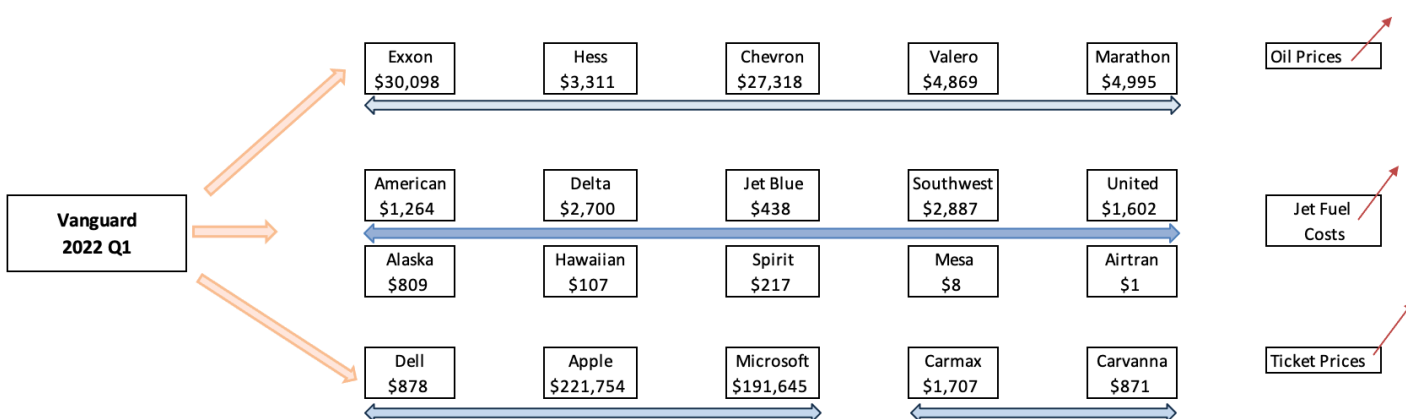 Exxon
$30,098
Hess
$3,311
Chevron
$27,318
Valero
$4,869
Marathon
$4,995
Oil Prices
Vanguard
2022 Q1
American
$1,264
Delta
$2,700
Jet Blue
$438
Southwest
$2,887
United
$1,602
Jet Fuel
Costs
Alaska
$809
Hawaiian
$107
Spirit
$217
Mesa
$8
Airtran
$1
Dell
$878
Apple
$221,754
Microsoft
$191,645
Carmax
$1,707
Carvanna
$871
Ticket Prices